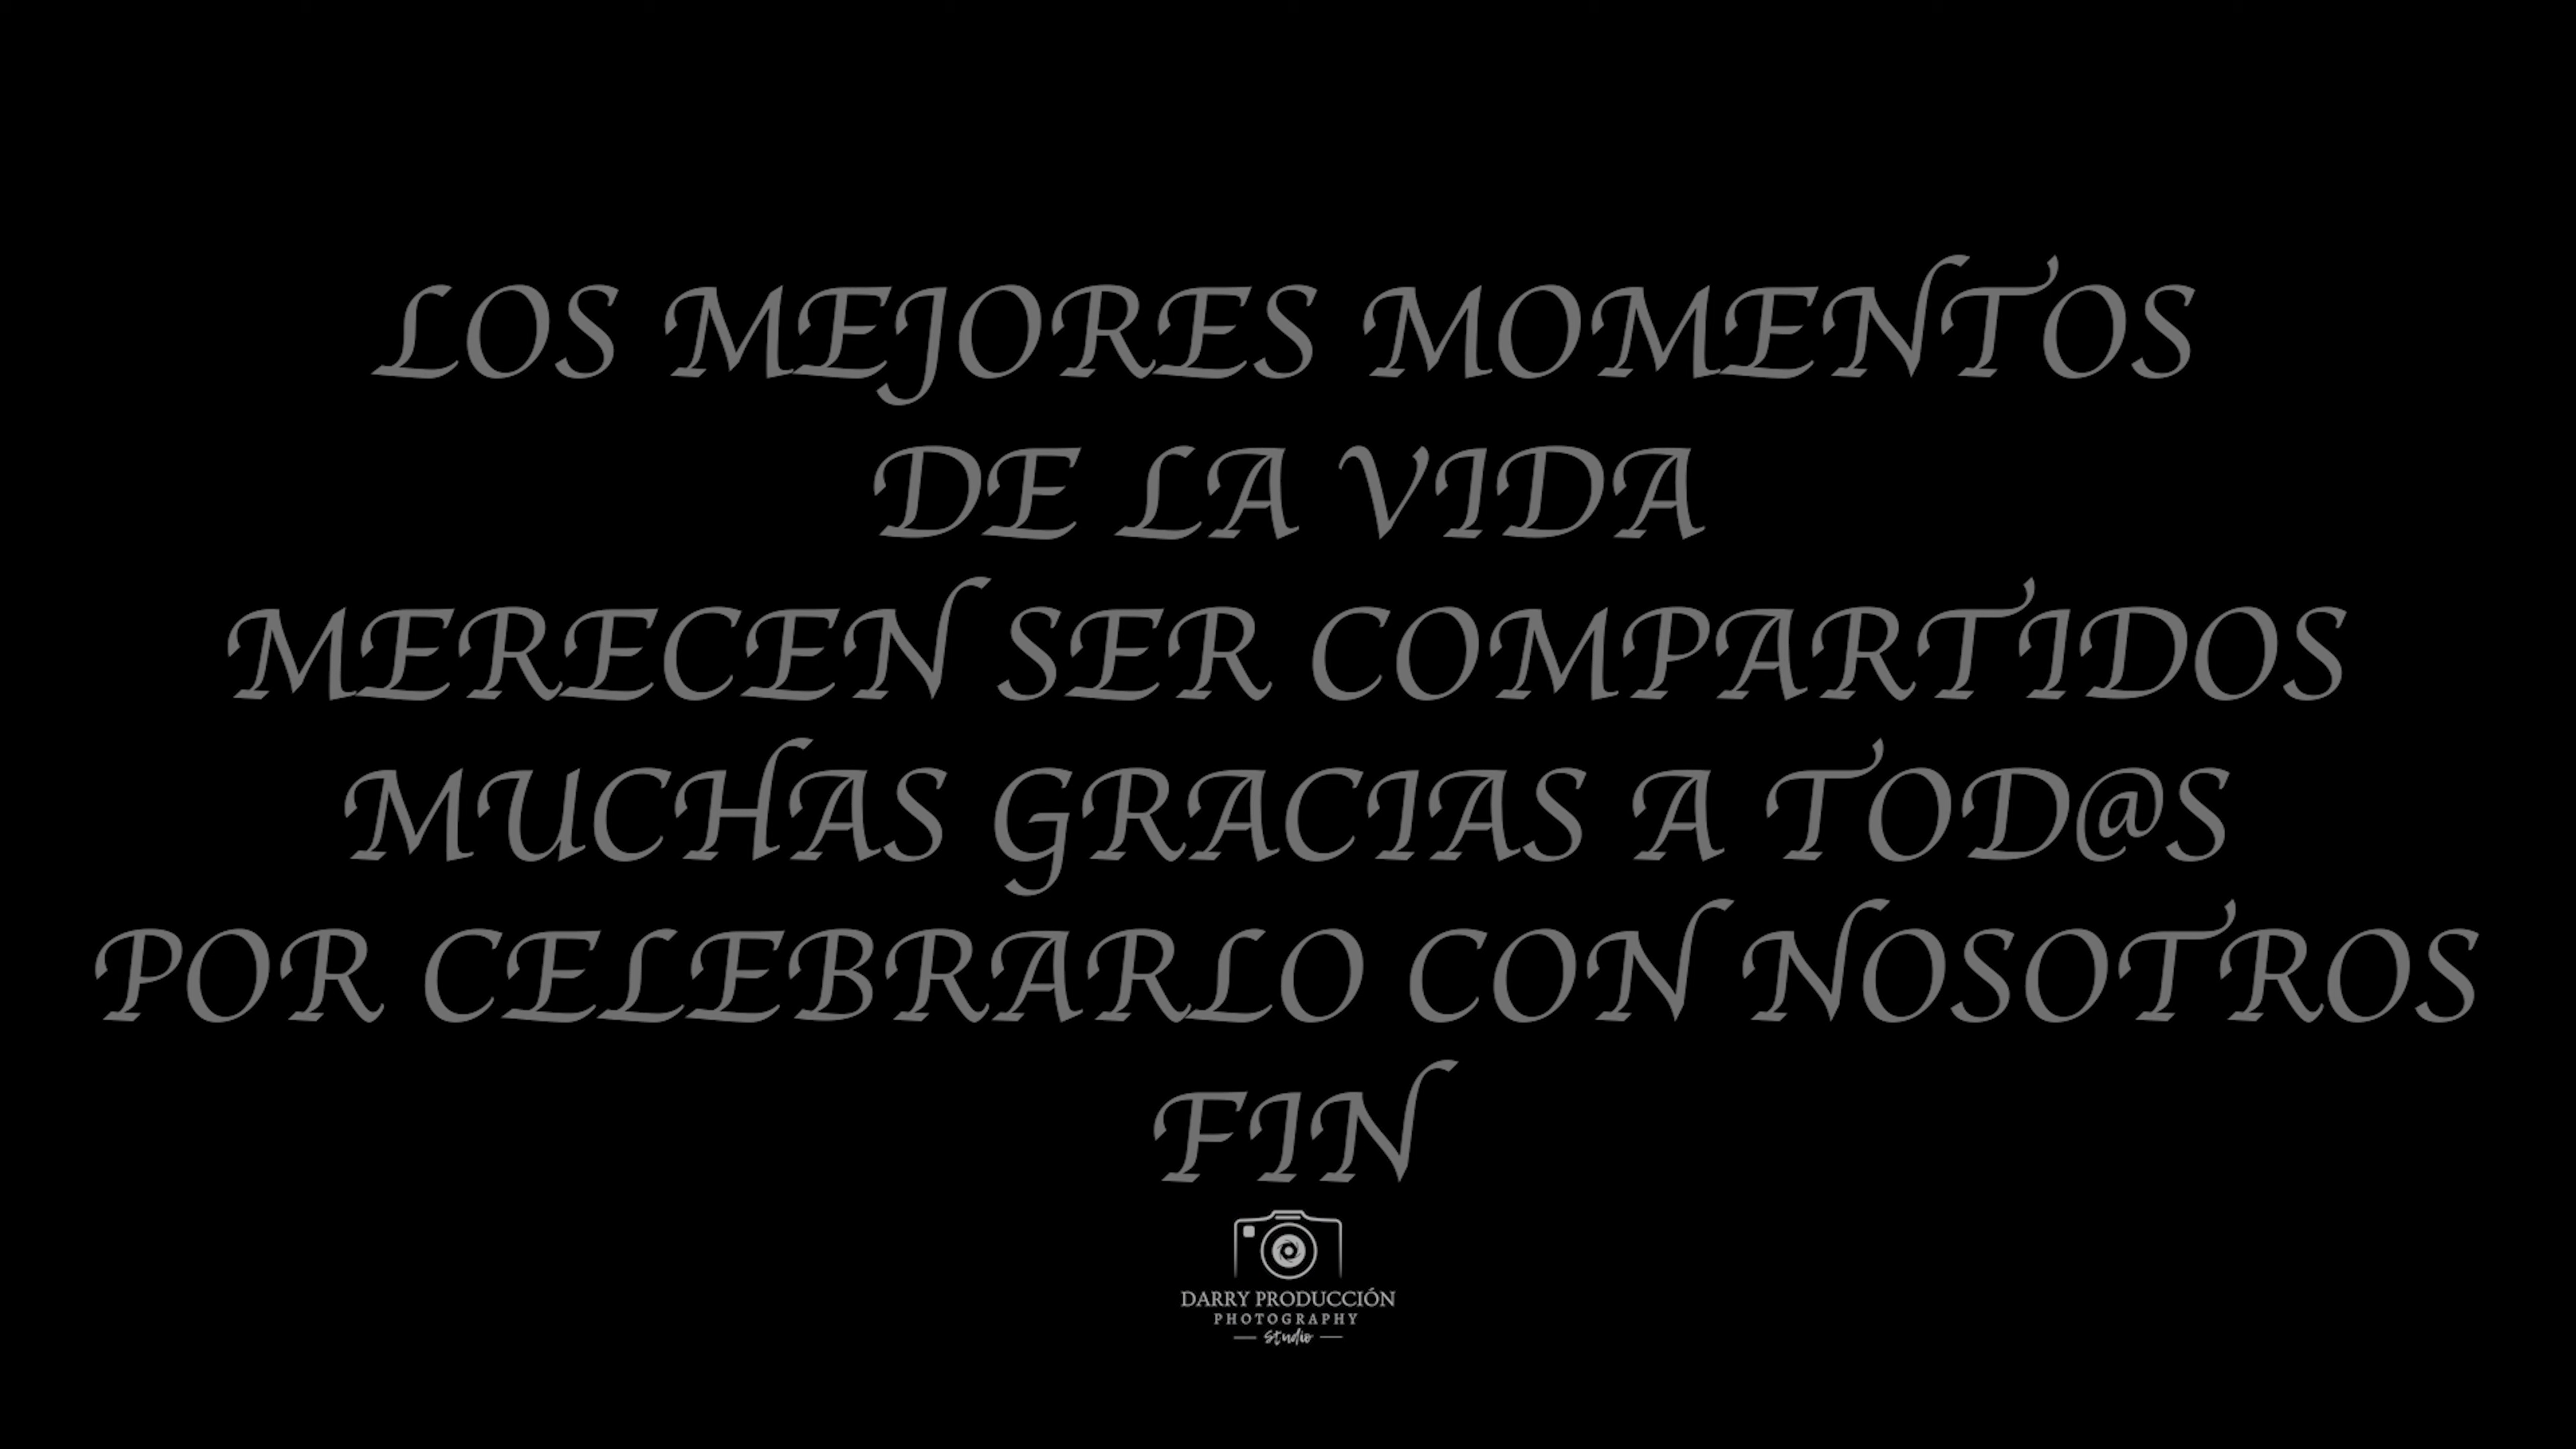 LOS MEJORES MOMENTOS
DE LA VIDA
MERECEN SER COMPARTIDOS
MUCHAS GRACIAS A TOD@S
POR CELEBRARLO CON NOSOTROS
FIN
DARRY PRODUCCIÓN
PHOTOGRAPHY
Studio